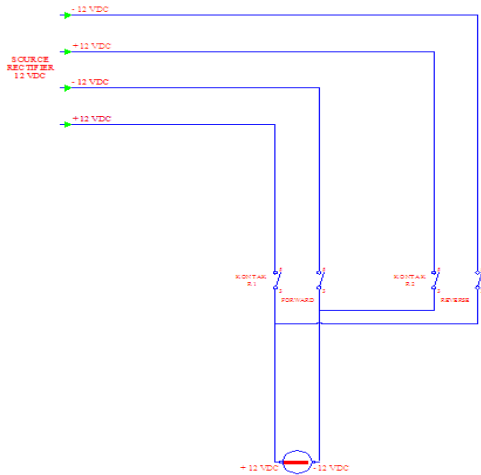 - 12 VDC
+12 VDC
SOURCE
RECTIFIER
12 VDC
- 12 VDC
+12 VDC
KONTAK
R1
FORWARD
KONTAK
R2
REVERSE
+ 12 VDC
- 12 VDC